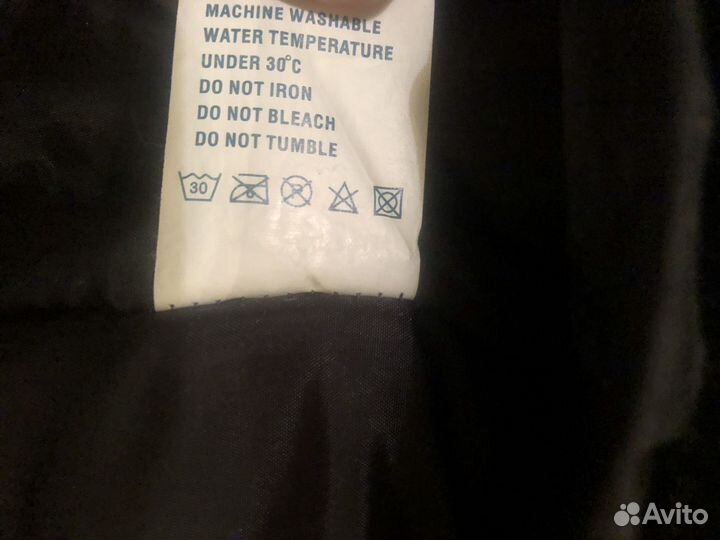 MACHINE WASHABLE
WATER TEMPERATURE
UNDER 30°C
DO NOT IRON
DO NOT BLEACH
DO NOT TUMBLE
30
Avito